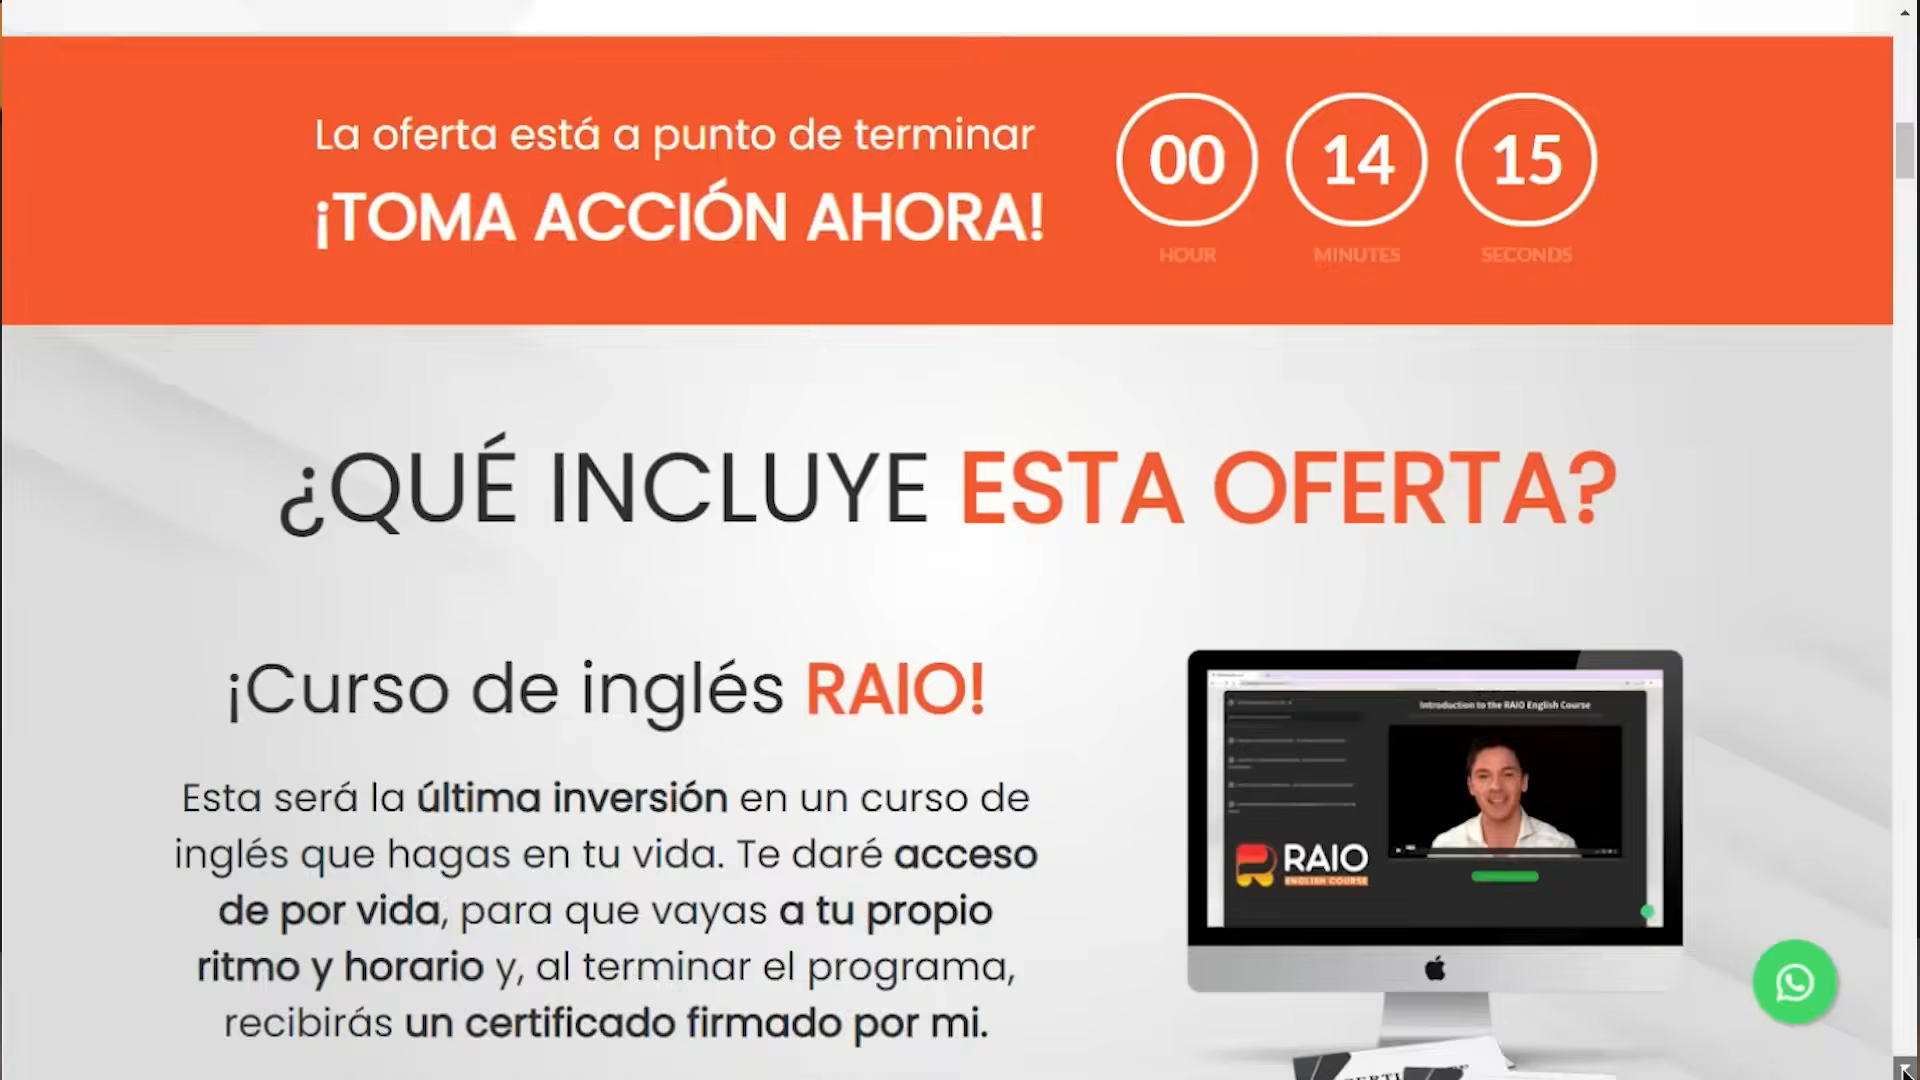 La oferta está a punto de terminar
¡TOMA ACCIÓN AHORA!
00 14 15
HOUR MINUTES SECONDS
¿QUÉ INCLUYE ESTA OFERTA?
¡Curso de inglés RAIO!
Esta será la última inversión en un curso de
inglés que hagas en tu vida. Te daré acceso
de por vida, para que vayas a tu propio
ritmo y horario y, al terminar el programa,
recibirás un certificado firmado por mi.
Introduction to the RAIO English Course
RAIO
ENGLISH COURSE